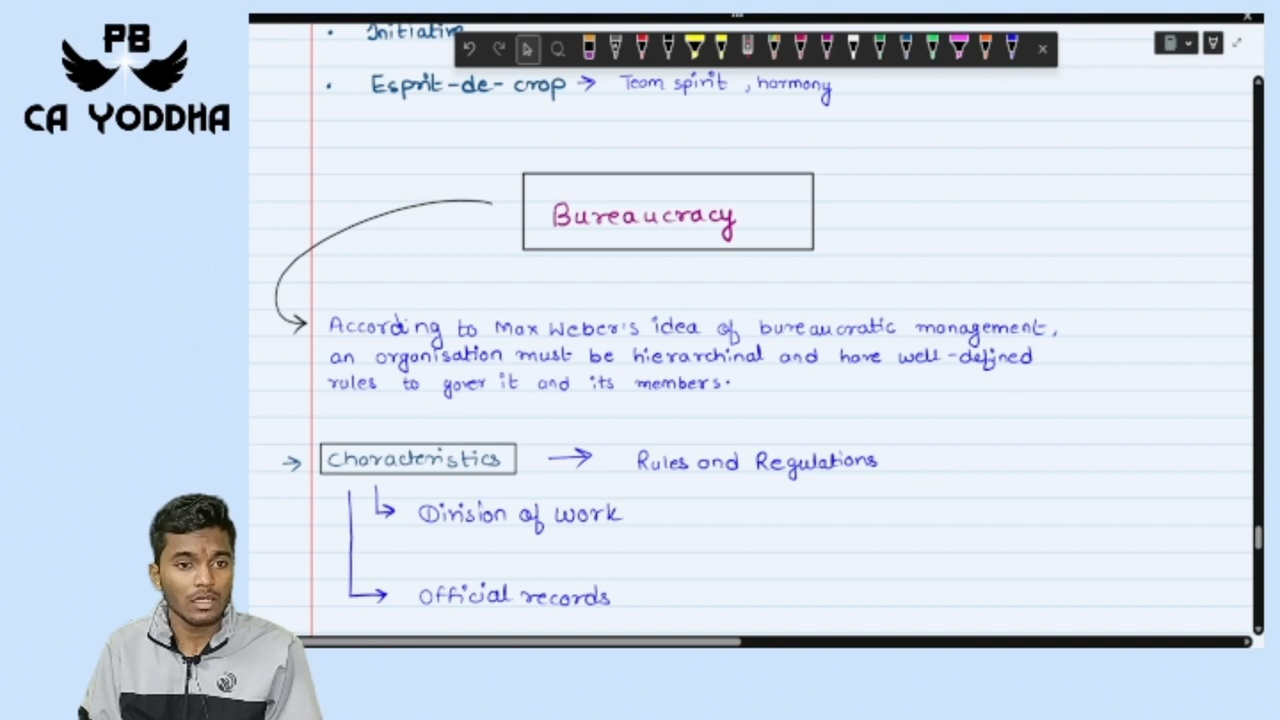 PB
CA YODDHA
• Initiative
• Esprit-de-crop → Team spirit , harmony
Bureaucracy
According to Max Weber's idea of bureaucratic management,
an organisation must be hierarchinal and have well-defined
rules to gover it and its members.
→ Characteristics → Rules and Regulations
Division of work
Official records